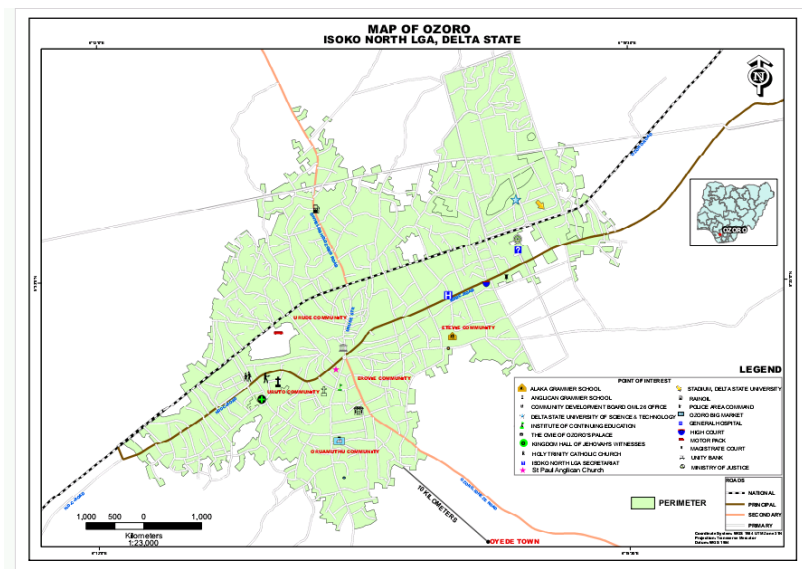 MAP OF OZORO
ISOKO NORTH LGA, DELTA STATE
N
OZORO
URUDE COMMUNITY
ETEVWE COMMUNITY
EROVIE COMMUNITY
URUTO COMMUNITY
ORUAMUDHU COMMUNITY
10 KILOMETERS
OYEDE TOWN
1,000 500 0 1,000
Kilometers
1:23,000
LEGEND
POINT OF INTEREST
ALAKA GRAMMER SCHOOL
ANGLICAN GRAMMER SCHOOL
COMMUNITY DEVELOPMENT BOARD
OFFICE
DELTA STATE UNIVERSITY OF SCIENCE & TECHNOLOGY
INSTITUTE OF CONTINUING EDUCATION
THE OVIE OF OZORO'S PALACE
KINGDOM HALL OF JEHOVAH'S WITNESSES
HOLY TRINITY CATHOLIC CHURCH
ISOKO NORTH LGA SECRETARIAT
St Paul Anglican Church
STADIUM, DELTA STATE UNIVERSITY
RAINOIL
POLICE AREA COMMAND
OZORO BIG MARKET
GENERAL HOSPITAL
HIGH COURT
MOTOR PACK
MAGISTRATE COURT
UNITY BANK
MINISTRY OF JUSTICE
PERIMETER
ROADS
NATIONAL
PRINCIPAL
SECONDARY
PRIMARY